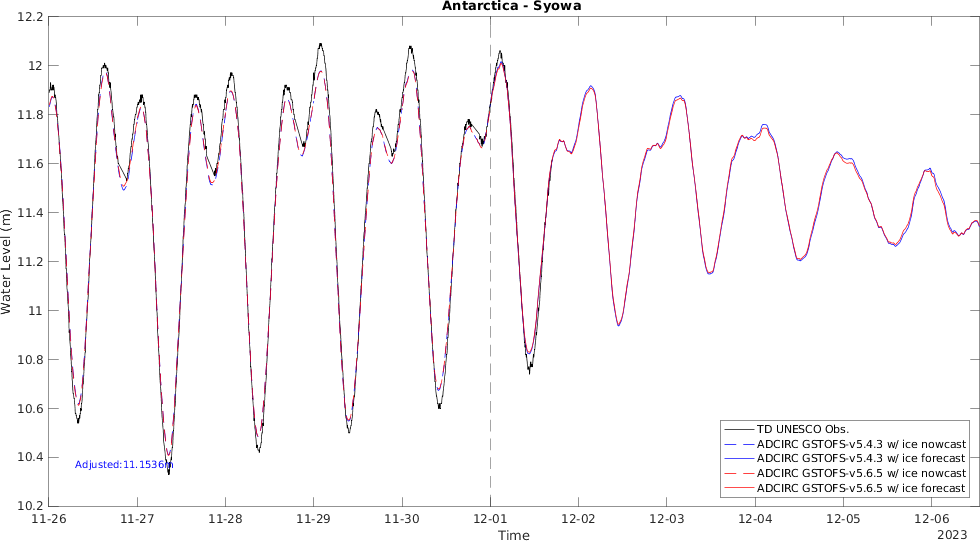 Antarctica - Syowa
Water Level (m)
12.2
12
11.8
11.6
11.4
11.2
11
10.8
10.6
10.4
10.2
Adjusted:11.1536m
TD UNESCO Obs.
ADCIRC GSTOFS-v5.4.3 w/ ice nowcast
ADCIRC GSTOFS-v5.4.3 w/ ice forecast
ADCIRC GSTOFS-v5.6.5 w/ ice nowcast
ADCIRC GSTOFS-v5.6.5 w/ ice forecast
11-26 11-27 11-28 11-29 11-30 12-01 12-02 12-03 12-04 12-05 12-06
Time
2023